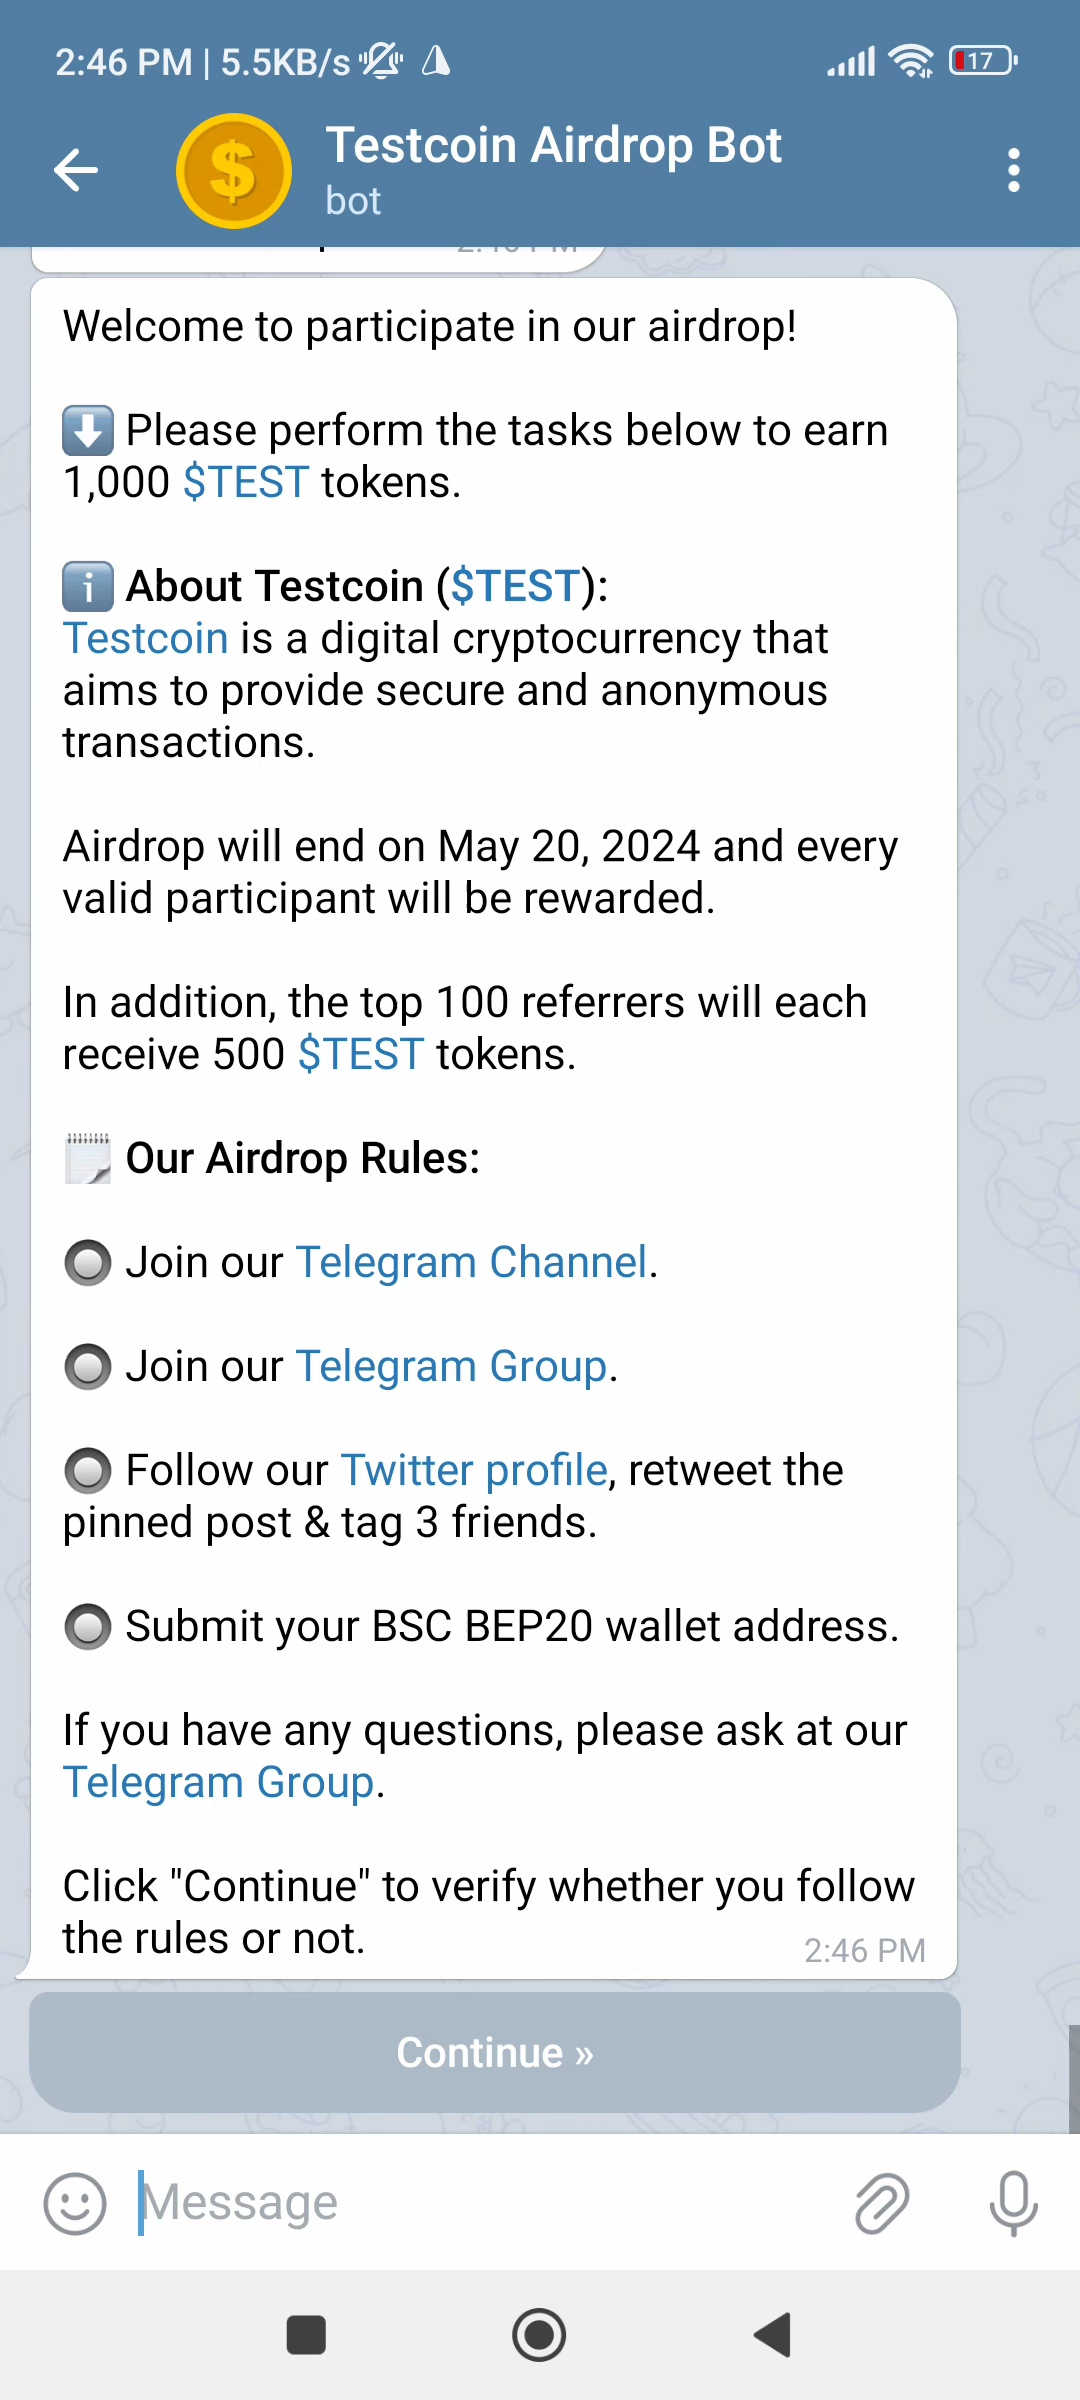 2:46 PM | 5.5KB/s
17
Testcoin Airdrop Bot
bot
Welcome to participate in our airdrop!
Please perform the tasks below to earn
1,000 $TEST tokens.
About Testcoin ($TEST):
Testcoin is a digital cryptocurrency that
aims to provide secure and anonymous
transactions.
Airdrop will end on May 20, 2024 and every
valid participant will be rewarded.
In addition, the top 100 referrers will each
receive 500 $TEST tokens.
Our Airdrop Rules:
Join our Telegram Channel.
Join our Telegram Group.
Follow our Twitter profile, retweet the
pinned post & tag 3 friends.
Submit your BSC BEP20 wallet address.
If you have any questions, please ask at our
Telegram Group.
Click "Continue" to verify whether you follow
the rules or not.
2:46 PM
Continue »
Message